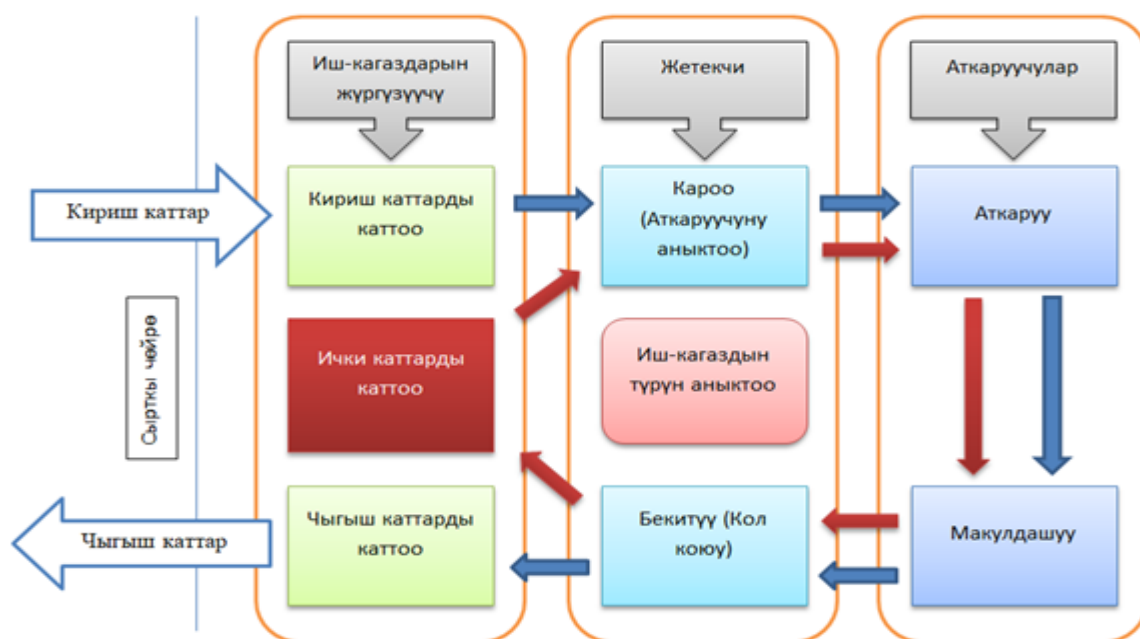 Иш-кагаздарын
жүргүзүүчү
Жетекчи
Аткаруучулар
Кириш каттар
Кириш каттарды
каттоо
Кароо
(Аткаруучуну
аныктоо)
Аткаруу
Сырткы чөйрө
Ички каттарды
каттоо
Иш-кагаздын
түрүн аныктоо
Чыгыш каттар
Чыгыш каттарды
каттоо
Бекитүү (Кол
коюу)
Макулдашуу